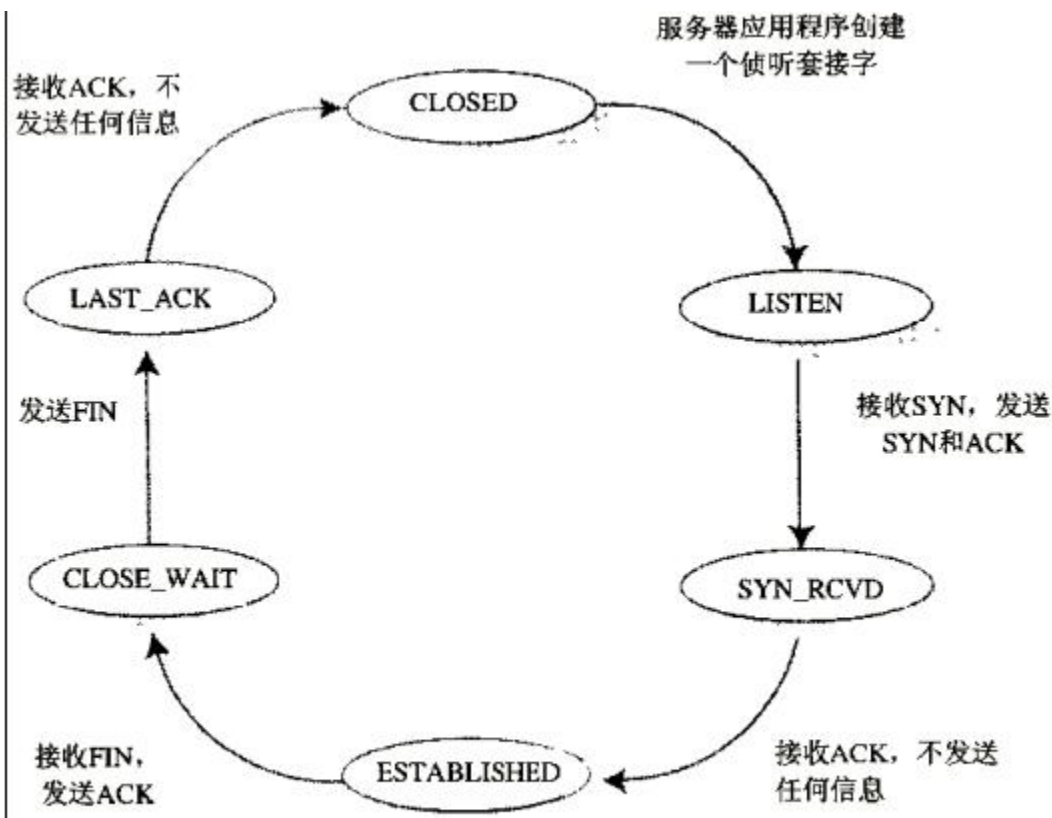 服务器应用程序创建
一个侦听套接字
接收ACK，不
发送任何信息
CLOSED
LAST_ACK
LISTEN
发送FIN
接收SYN，发送
SYN和ACK
CLOSE_WAIT
SYN_RCVD
接收FIN，
发送ACK
ESTABLISHED
接收ACK，不发送
任何信息